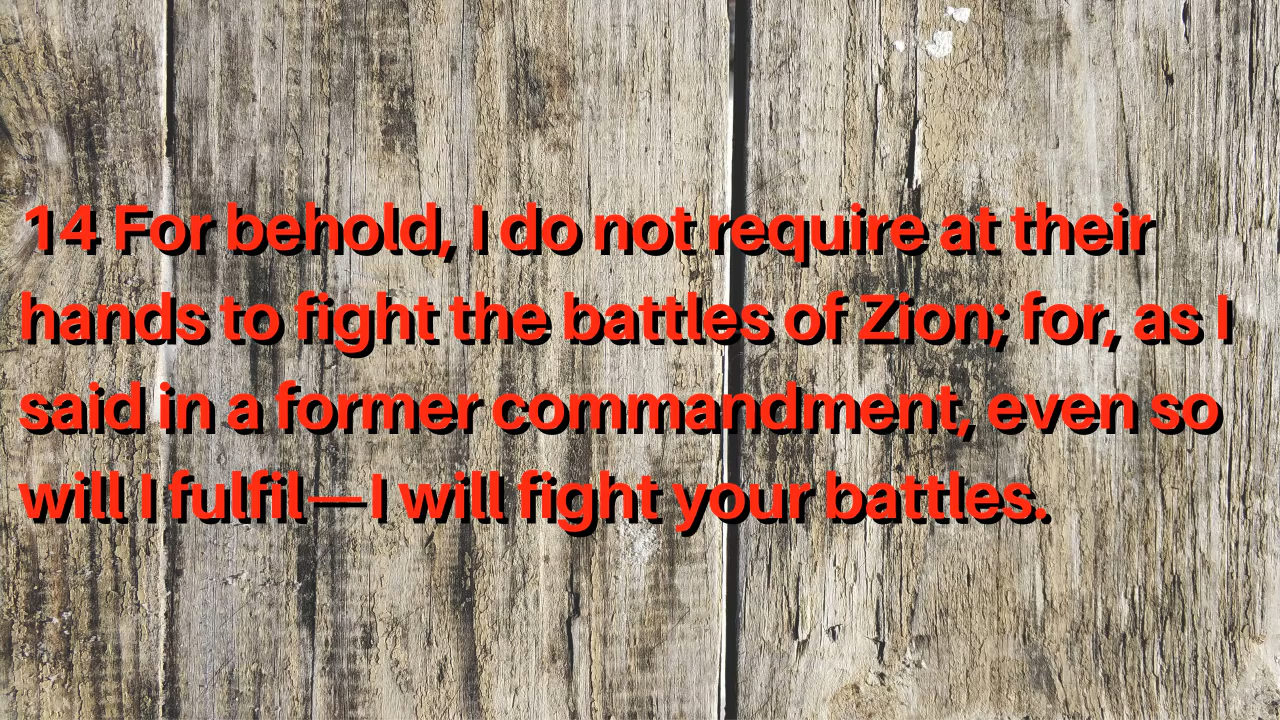 14 For behold, I do not require at their
hands to fight the battles of Zion; for, as I
said in a former commandment, even so
will I fulfil—I will fight your battles.